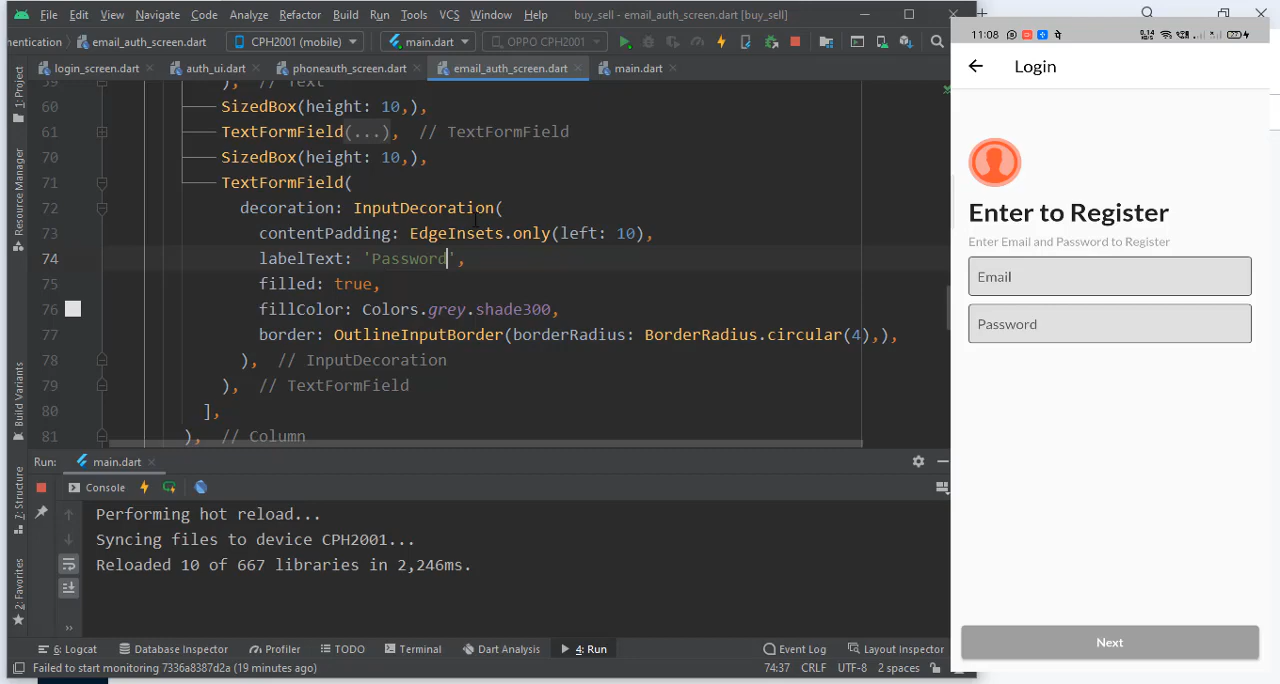 File Edit View Navigate Code Analyze Refactor Build Run Tools VCS Window Help buy_sell - email_auth_screen.dart [buy_sell]
hentication email_auth_screen.dart CPH2001 (mobile) main.dart OPPO CPH2001
login_screen.dart auth_ui.dart phoneauth_screen.dart email_auth_screen.dart main.dart
), // Text
60 SizedBox(height: 10,),
61 TextFormField(...), // TextFormField
70 SizedBox(height: 10,),
71 TextFormField(
72 decoration: InputDecoration(
73 contentPadding: EdgeInsets.only(left: 10),
74 labelText: 'Password',
75 filled: true,
76 fillColor: Colors.grey.shade300,
77 border: OutlineInputBorder(borderRadius: BorderRadius.circular(4),),
78 ), // InputDecoration
79 ), // TextFormField
80 ],
81 ), // Column
1: Project
Resource Manager
Build Variants
Z: Structure
2: Favorites
Run: main.dart
Console
Performing hot reload...
Syncing files to device CPH2001...
Reloaded 10 of 667 libraries in 2,246ms.
6: Logcat Database Inspector Profiler TODO Terminal Dart Analysis 4: Run Event Log Layout Inspector
Failed to start monitoring 7336a8387d2a (19 minutes ago) 74:37 CRLF UTF-8 2 spaces
11:08
Login
Enter to Register
Enter Email and Password to Register
Email
Password
Next